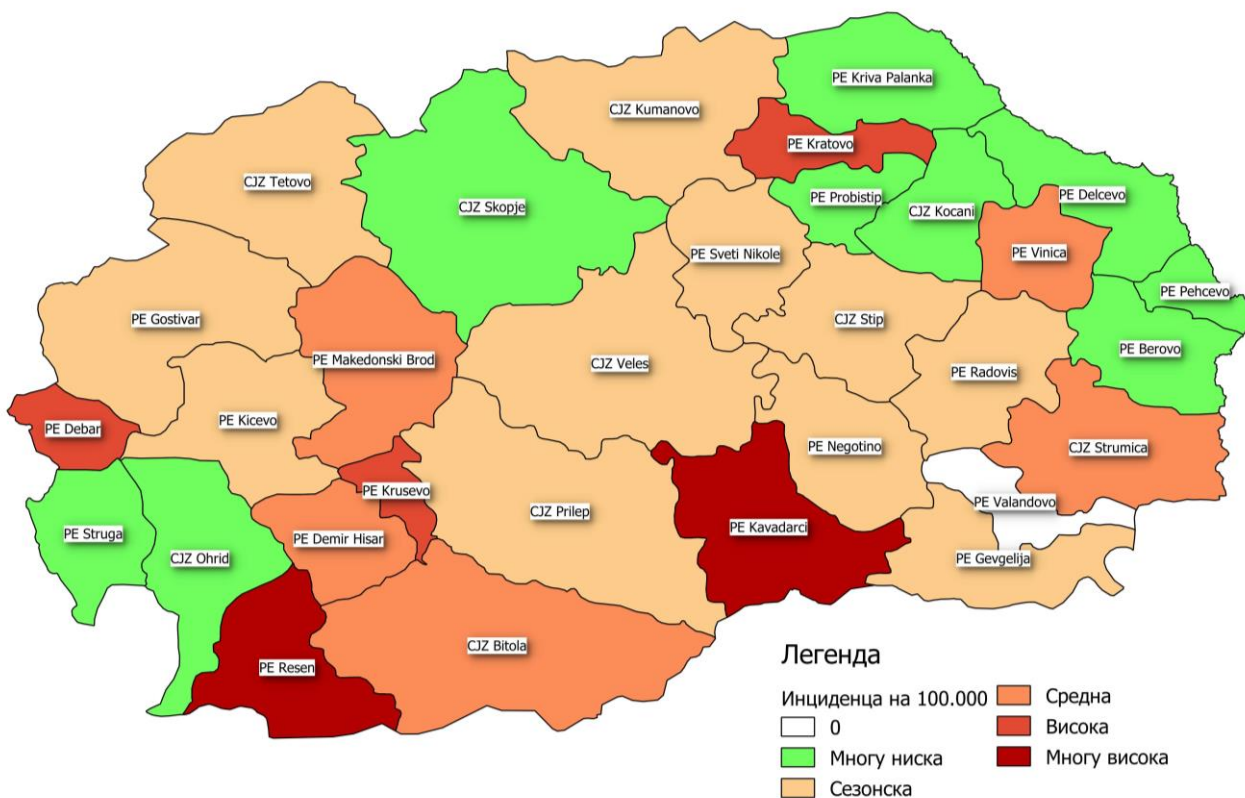 PE Kriva Palanka
CJZ Kumanovo
PE Kratovo
CJZ Tetovo
PE Probistip
PE Delcevo
CJZ Skopje
CJZ Kocani
PE Sveti Nikole
PE Vinica
PE Pehcevo
PE Gostivar
CJZ Stip
PE Makedonski Brod
CJZ Veles
PE Berovo
PE Radovis
PE Debar
PE Kicevo
PE Negotino
CJZ Strumica
PE Krusevo
PE Valandovo
CJZ Prilep
PE Kavadarci
PE Struga
PE Demir Hisar
CJZ Ohrid
PE Gevgelija
CJZ Bitola
PE Resen
Легенда
Инциденца на 100.000
0
Многу ниска
Сезонска
Средна
Висока
Многу висока